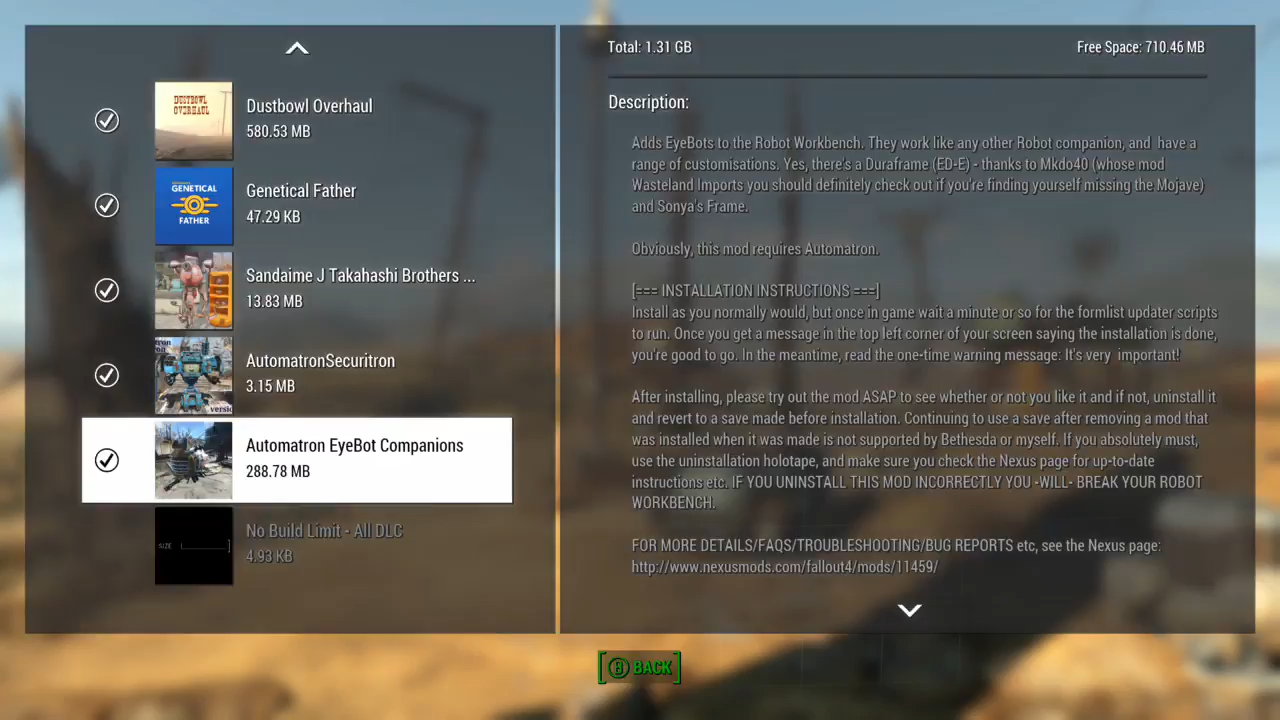 Total: 1.31 GB
Free Space: 710.46 MB
DUSTBOWL
OVERHAUL
Dustbowl Overhaul
580.53 MB
GENETICAL
FATHER
Genetical Father
47.29 KB
Sandaime J Takahashi Brothers ...
13.83 MB
AutomatronSecuritron
3.15 MB
Automatron EyeBot Companions
288.78 MB
SIZE
No Build Limit - All DLC
4.93 KB
Description:
Adds EyeBots to the Robot Workbench. They work like any other Robot companion, and have a
range of customisations. Yes, there's a Duraframe (ED-E) - thanks to Mkdo40 (whose mod
Wasteland Imports you should definitely check out if you're finding yourself missing the Mojave)
and Sonya's Frame.
Obviously, this mod requires Automatron.
[=== INSTALLATION INSTRUCTIONS ===]
Install as you normally would, but once in game wait a minute or so for the formlist updater scripts
to run. Once you get a message in the top left corner of your screen saying the installation is done,
you're good to go. In the meantime, read the one-time warning message: It's very important!
After installing, please try out the mod ASAP to see whether or not you like it and if not, uninstall it
and revert to a save made before installation. Continuing to use a save after removing a mod that
was installed when it was made is not supported by Bethesda or myself. If you absolutely must,
use the uninstallation holotape, and make sure you check the Nexus page for up-to-date
instructions etc. IF YOU UNINSTALL THIS MOD INCORRECTLY YOU -WILL- BREAK YOUR ROBOT
WORKBENCH.
FOR MORE DETAILS/FAQS/TROUBLESHOOTING/BUG REPORTS etc, see the Nexus page:
http://www.nexusmods.com/fallout4/mods/11459/
B BACK